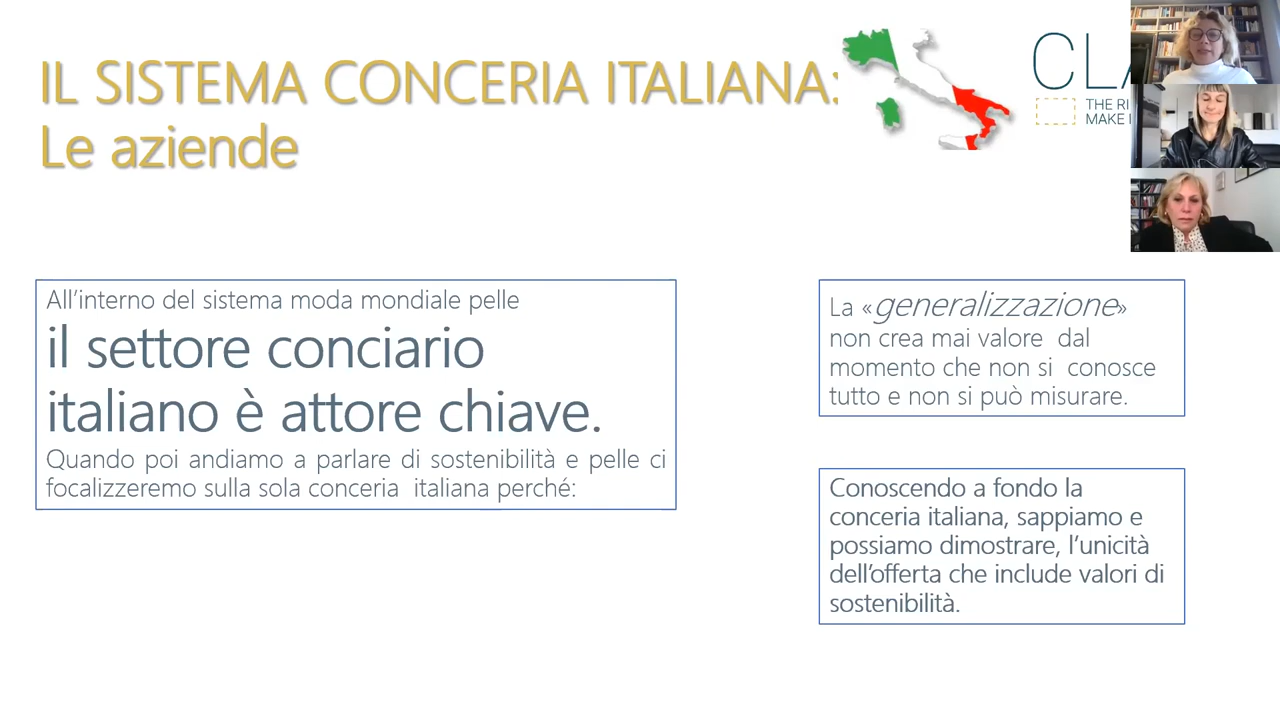 IL SISTEMA CONCERIA ITALIANA:
Le aziende
THE
MAKE
All’interno del sistema moda mondiale pelle
il settore conciario
italiano è attore chiave.
Quando poi andiamo a parlare di sostenibilità e pelle ci
focalizzeremo sulla sola conceria italiana perché:
La «generalizzazione»
non crea mai valore dal
momento che non si conosce
tutto e non si può misurare.
Conoscendo a fondo la
conceria italiana, sappiamo e
possiamo dimostrare, l’unicità
dell’offerta che include valori di
sostenibilità.